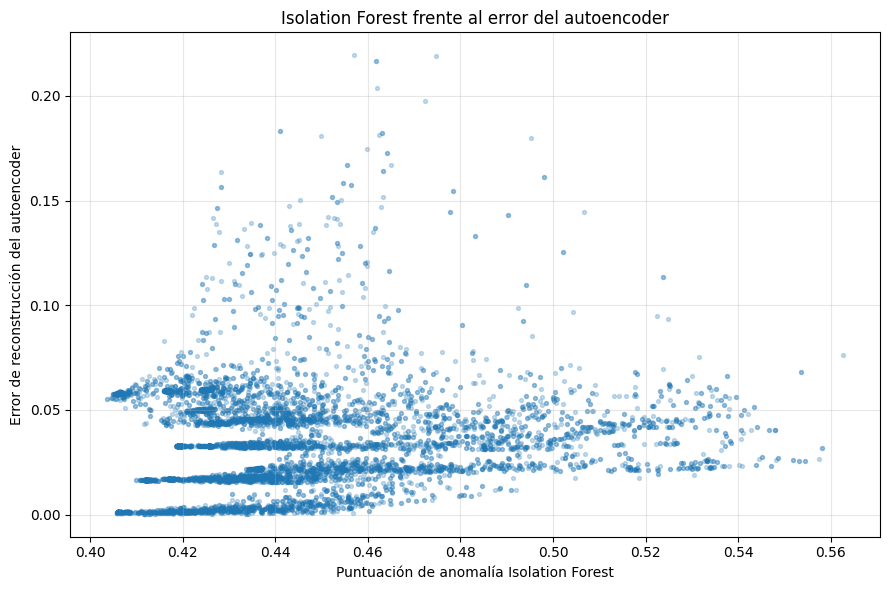 Isolation Forest frente al error del autoencoder
Error de reconstrucción del autoencoder
0.20
0.15
0.10
0.05
0.00
0.40 0.42 0.44 0.46 0.48 0.50 0.52 0.54 0.56
Puntuación de anomalía Isolation Forest